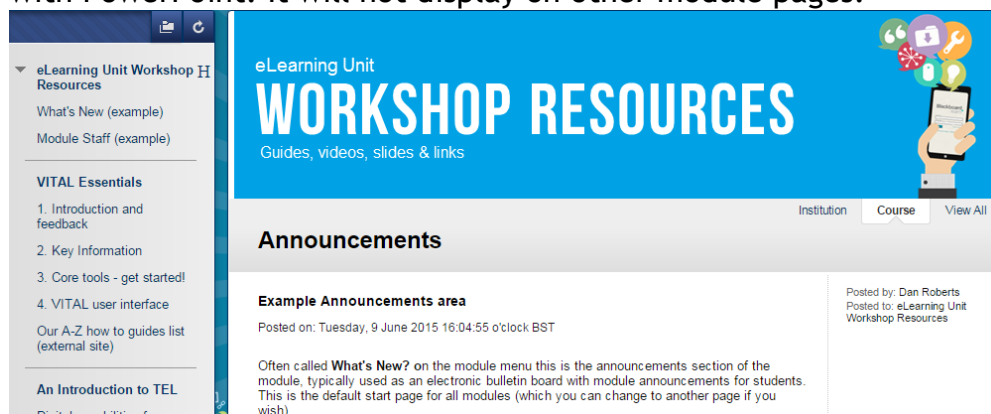 with PowerPoint. It will not display on other module pages.
eLearning Unit Workshop H
Resources
What's New (example)
Module Staff (example)
VITAL Essentials
1. Introduction and
feedback
2. Key Information
3. Core tools - get started!
4. VITAL user interface
Our A-Z how to guides list
(external site)
An Introduction to TEL
eLearning Unit
WORKSHOP RESOURCES
Guides, videos, slides & links
Blackboard
Institution
Course
View All
Announcements
Example Announcements area
Posted on: Tuesday, 9 June 2015 16:04:55 o'clock BST
Often called What's New? on the module menu this is the announcements section of the
module, typically used as an electronic bulletin board with module announcements for students.
This is the default start page for all modules (which you can change to another page if you
wish)
Posted by: Dan Roberts
Posted to: eLearning Unit
Workshop Resources